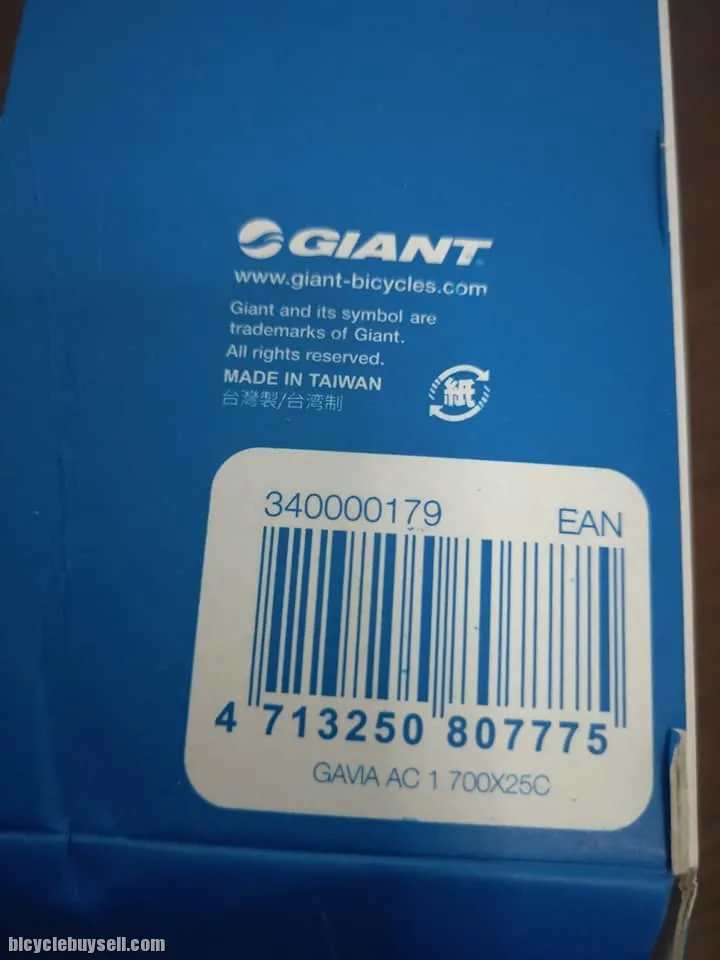 GIANT
www.giant-bicycles.com
Giant and its symbol are
trademarks of Giant.
All rights reserved.
MADE IN TAIWAN
台灣製/台湾制
紙
340000179 EAN
4 713250 807775
GAVIA AC 1 700X25C
bicyclebuysell.com